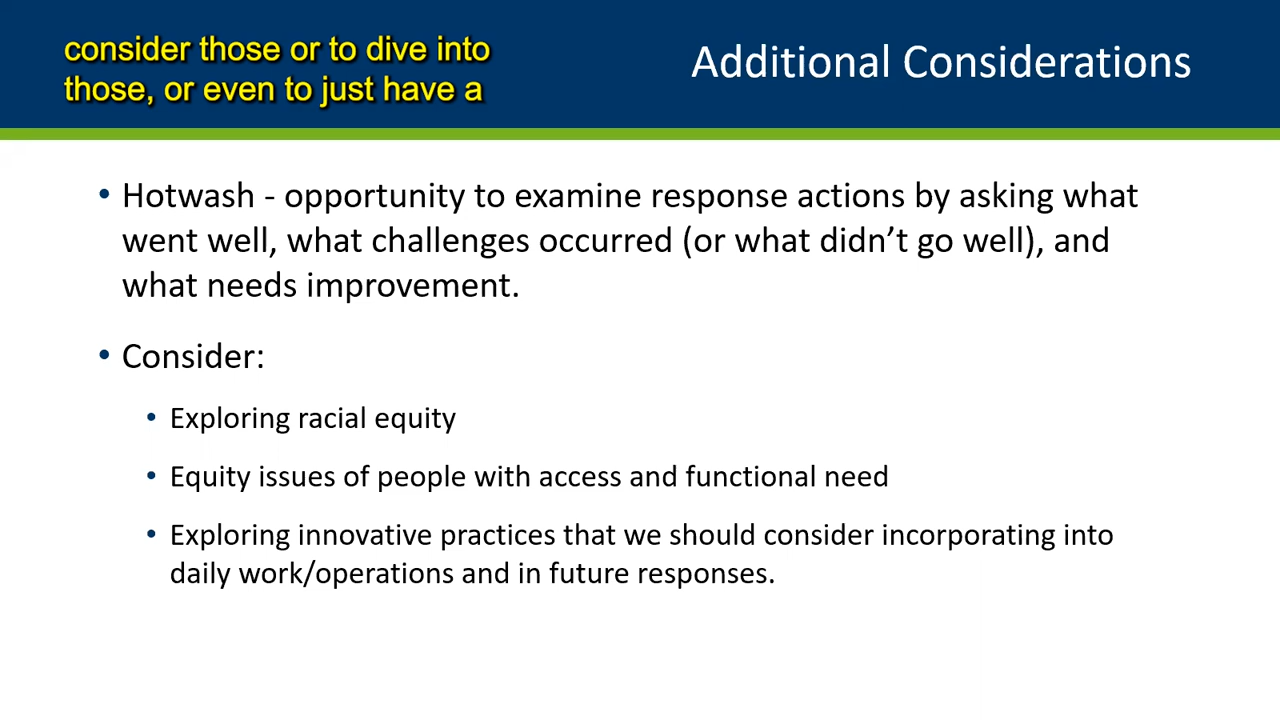 consider those or to dive into
those, or even to just have a
Additional Considerations
• Hotwash - opportunity to examine response actions by asking what
went well, what challenges occurred (or what didn’t go well), and
what needs improvement.
• Consider:
• Exploring racial equity
• Equity issues of people with access and functional need
• Exploring innovative practices that we should consider incorporating into
daily work/operations and in future responses.